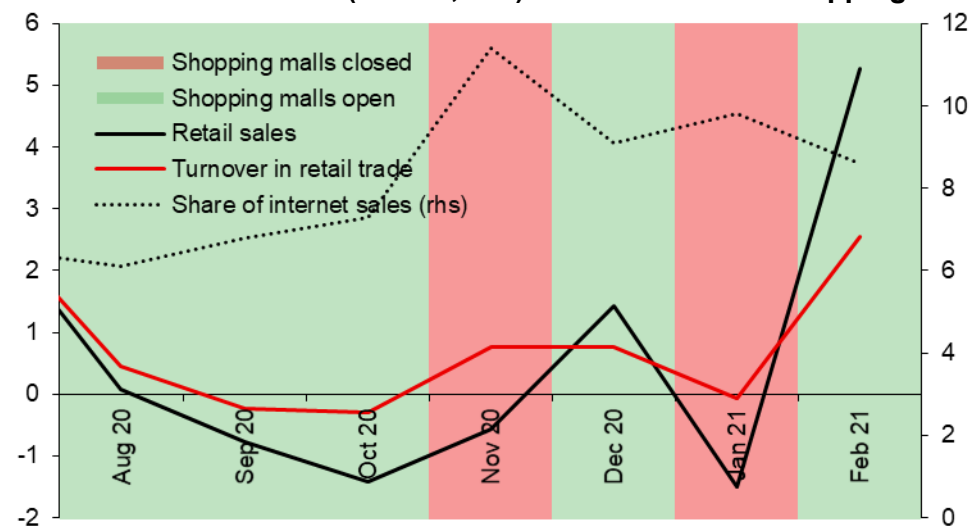 6
12
Shopping malls closed
5
10
Shopping malls open
Retail sales
4
Turnover in retail trade
8
3
Share of internet sales (rhs)
2
6
1
4
0
Aug 20
Sep 20
Oct 20
Nov 20
Dec 20
Jan 21
Feb 21
2
-1
-2
0